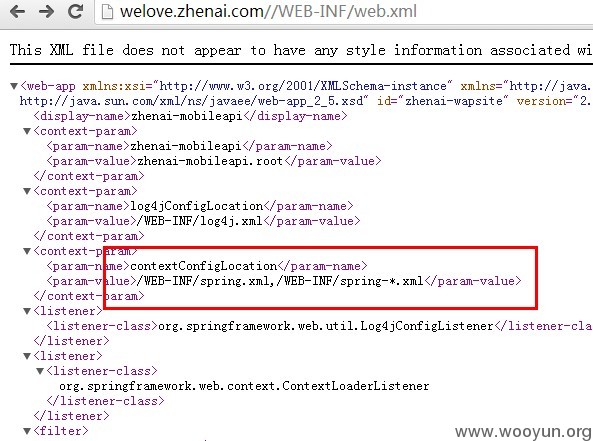 welove.zhenai.com//WEB-INF/web.xml
This XML file does not appear to have any style information associated wi
▼<web-app xmlns:xsi="http://www.w3.org/2001/XMLSchema-instance" xmlns="http://java.
http://java.sun.com/xml/ns/javaee/web-app_2_5.xsd" id="zhenai-wapsite" version="2.
<display-name>zhenai-mobileapi</display-name>
▼<context-param>
<param-name>zhenai-mobileapi</param-name>
<param-value>zhenai-mobileapi.root</param-value>
</context-param>
▼<context-param>
<param-name>log4jConfigLocation</param-name>
<param-value>/WEB-INF/log4j.xml</param-value>
</context-param>
▼<context-param>
<param-name>contextConfigLocation</param-name>
<param-value>/WEB-INF/spring.xml,/WEB-INF/spring-*.xml</param-value>
</context-param>
▼<listener>
<listener-class>org.springframework.web.util.Log4jConfigListener</listener-c
</listener>
▼<listener>
▼<listener-class>
org.springframework.web.context.ContextLoaderListener
</listener-class>
</listener>
▼<filter>
www.wooyun.org